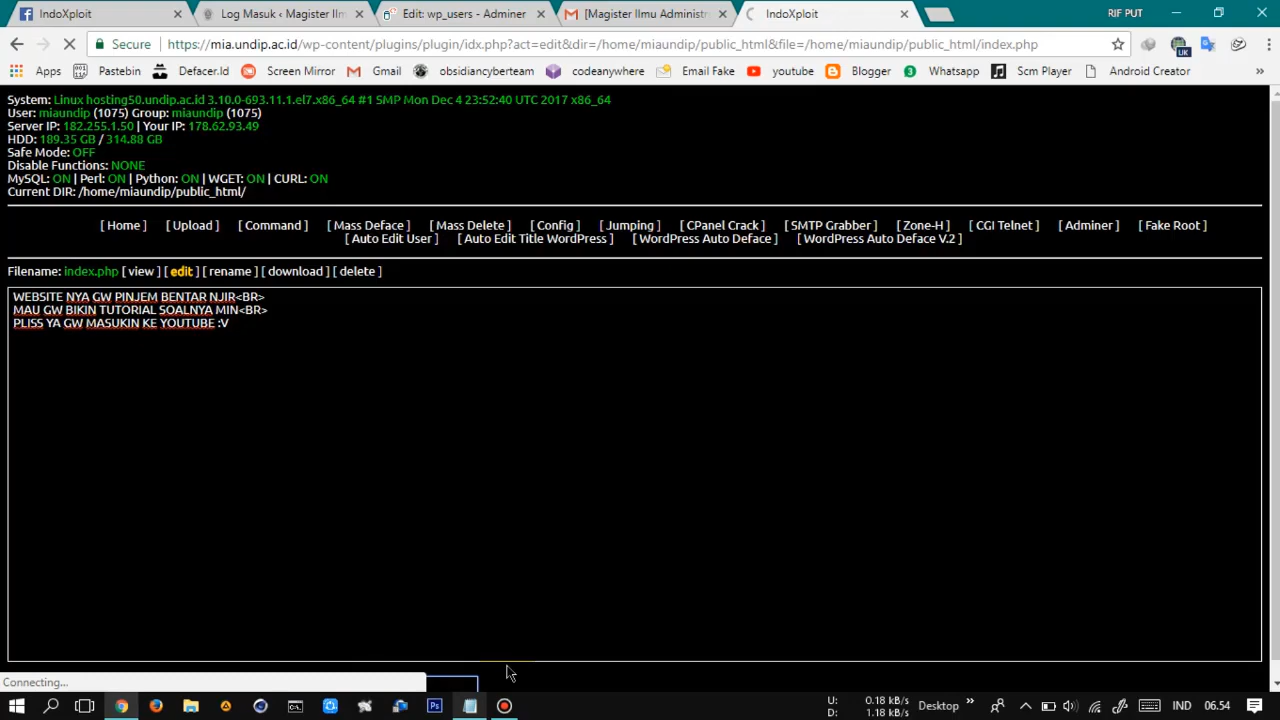 IndoXploit
Log Masuk ‹ Magister Ilm
Edit: wp_users - Adminer
[Magister Ilmu Administr
IndoXploit
RIF PUT
Secure
https://mia.undip.ac.id/wp-content/plugins/plugin/idx.php?act=edit&dir=/home/miaundip/public_html&file=/home/miaundip/public_html/index.php
UK
Apps
Pastebin
Defacer.Id
Screen Mirror
Gmail
obsidiancyberteam
codeanywhere
Email Fake
youtube
Blogger
3
Whatsapp
Scm Player
Android Creator
»
System: Linux hosting50.undip.ac.id 3.10.0-693.11.1.el7.x86_64 #1 SMP Mon Dec 4 23:52:40 UTC 2017 x86_64
User: miaundip (1075) Group: miaundip (1075)
Server IP: 182.255.1.50 | Your IP: 178.62.93.49
HDD: 189.35 GB / 314.88 GB
Safe Mode: OFF
Disable Functions: NONE
MySQL: ON | Perl: ON | Python: ON | WGET: ON | CURL: ON
Current DIR: /home/miaundip/public_html/
[ Home ] [ Upload ] [ Command ] [ Mass Deface ] [ Mass Delete ] [ Config ] [ Jumping ] [ CPanel Crack ] [ SMTP Grabber ] [ Zone-H ] [ CGI Telnet ] [ Adminer ] [ Fake Root ]
[ Auto Edit User ] [ Auto Edit Title WordPress ] [ WordPress Auto Deface ] [ WordPress Auto Deface V.2 ]
Filename: index.php [ view ] [ edit ] [ rename ] [ download ] [ delete ]
WEBSITE NYA GW PINJEM BENTAR NJIR<BR>
MAU GW BIKIN TUTORIAL SOALNYA MIN<BR>
PLISS YA GW MASUKIN KE YOUTUBE :V
Connecting...
Ps
U: 0.18 kB/s
D: 1.18 kB/s
Desktop
»
IND
06.54